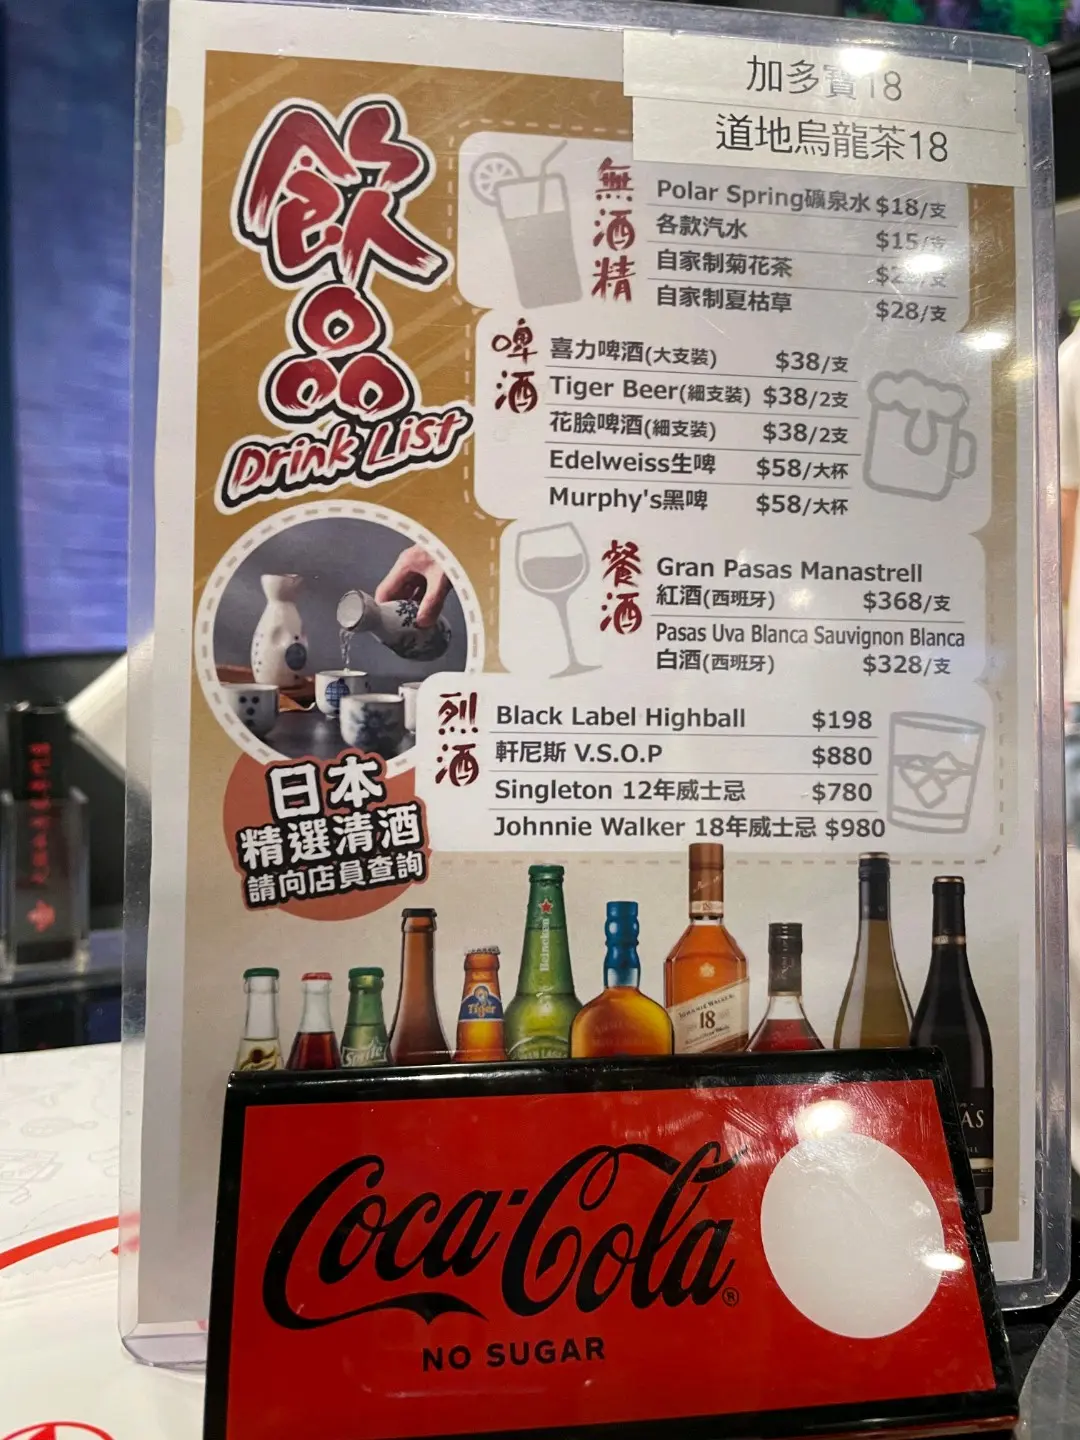 加多寶18
道地烏龍茶18
飲品
Drink List
無酒精
Polar Spring礦泉水 $18/支
各款汽水 $15/支
自家制菊花茶
自家制夏枯草 $28/支
啤酒
喜力啤酒(大支裝) $38/支
Tiger Beer(細支裝) $38/2支
花臉啤酒(細支裝) $38/2支
Edelweiss生啤 $58/大杯
Murphy's黑啤 $58/大杯
餐酒
Gran Pasas Manastrell
紅酒(西班牙) $368/支
Pasas Uva Blanca Sauvignon Blanca
白酒(西班牙) $328/支
烈酒
Black Label Highball $198
軒尼斯 V.S.O.P $880
Singleton 12年威士忌 $780
Johnnie Walker 18年威士忌 $980
日本
精選清酒
請向店員查詢
Heineken
Tiger
Sprite
18
Coca-Cola®
NO SUGAR